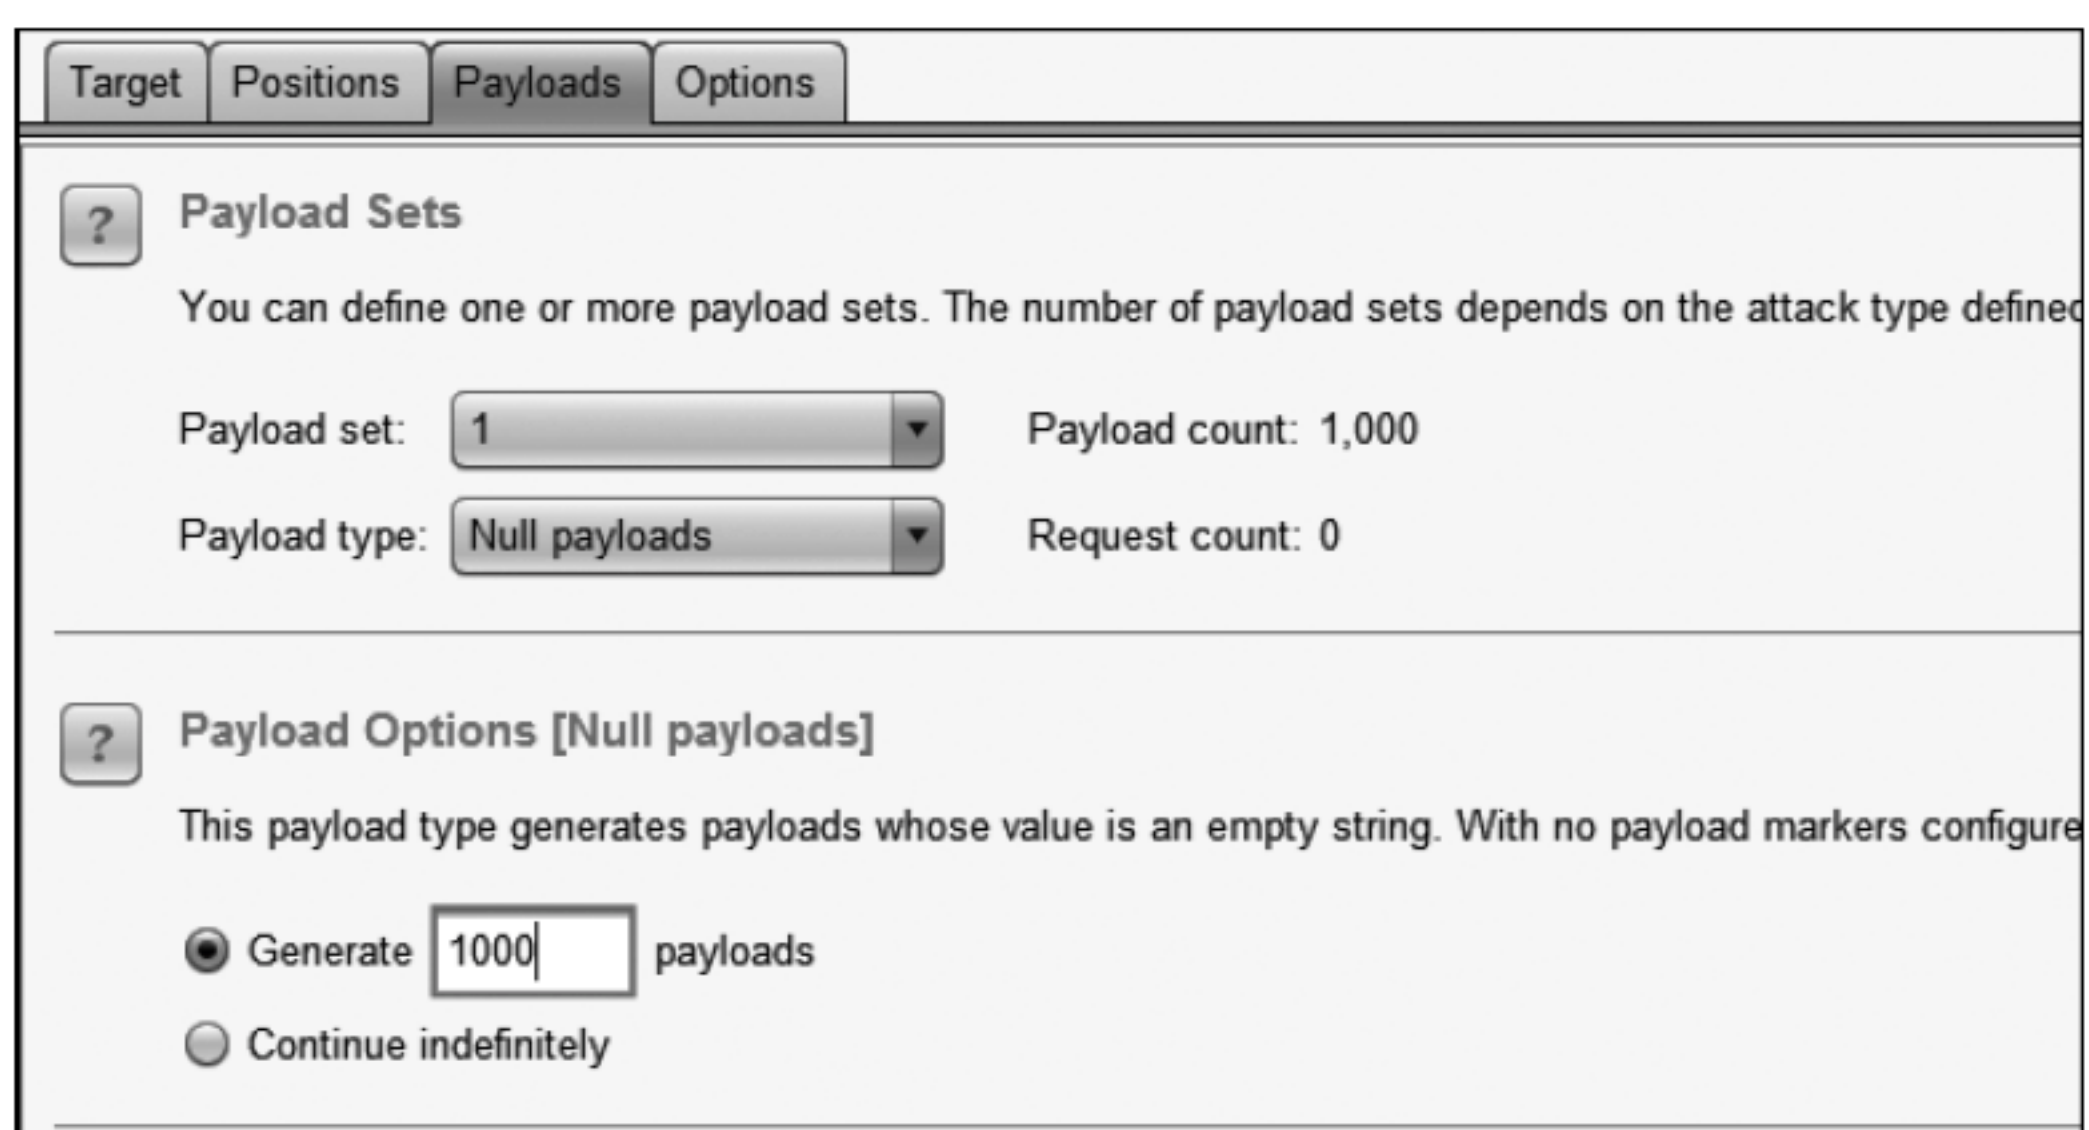 Target Positions Payloads Options
? Payload Sets
You can define one or more payload sets. The number of payload sets depends on the attack type defined
Payload set: 1 Payload count: 1,000
Payload type: Null payloads Request count: 0
? Payload Options [Null payloads]
This payload type generates payloads whose value is an empty string. With no payload markers configure
Generate 1000 payloads
Continue indefinitely